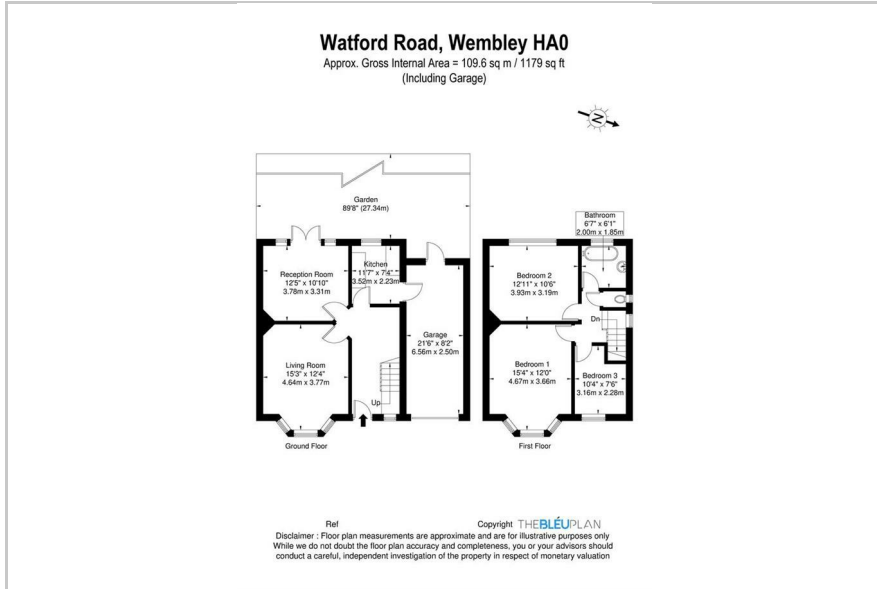 Watford Road, Wembley HA0
Approx. Gross Internal Area = 109.6 sq m / 1179 sq ft
(Including Garage)
N
Garden
89'8" (27.34m)
Reception Room
12'5" x 10'10"
3.78m x 3.31m
Kitchen
11'7" x 7'4"
3.52m x 2.23m
Garage
21'6" x 8'2"
6.56m x 2.50m
Living Room
15'3" x 12'4"
4.64m x 3.77m
Up
Ground Floor
Bathroom
6'7" x 6'1"
2.00m x 1.85m
Bedroom 2
12'11" x 10'6"
3.93m x 3.19m
Dn
Bedroom 1
15'4" x 12'0"
4.67m x 3.66m
Bedroom 3
10'4" x 7'6"
3.16m x 2.28m
First Floor
Ref
Copyright THEBLÉUPLAN
Disclaimer : Floor plan measurements are approximate and are for illustrative purposes only
While we do not doubt the floor plan accuracy and completeness, you or your advisors should
conduct a careful, independent investigation of the property in respect of monetary valuation